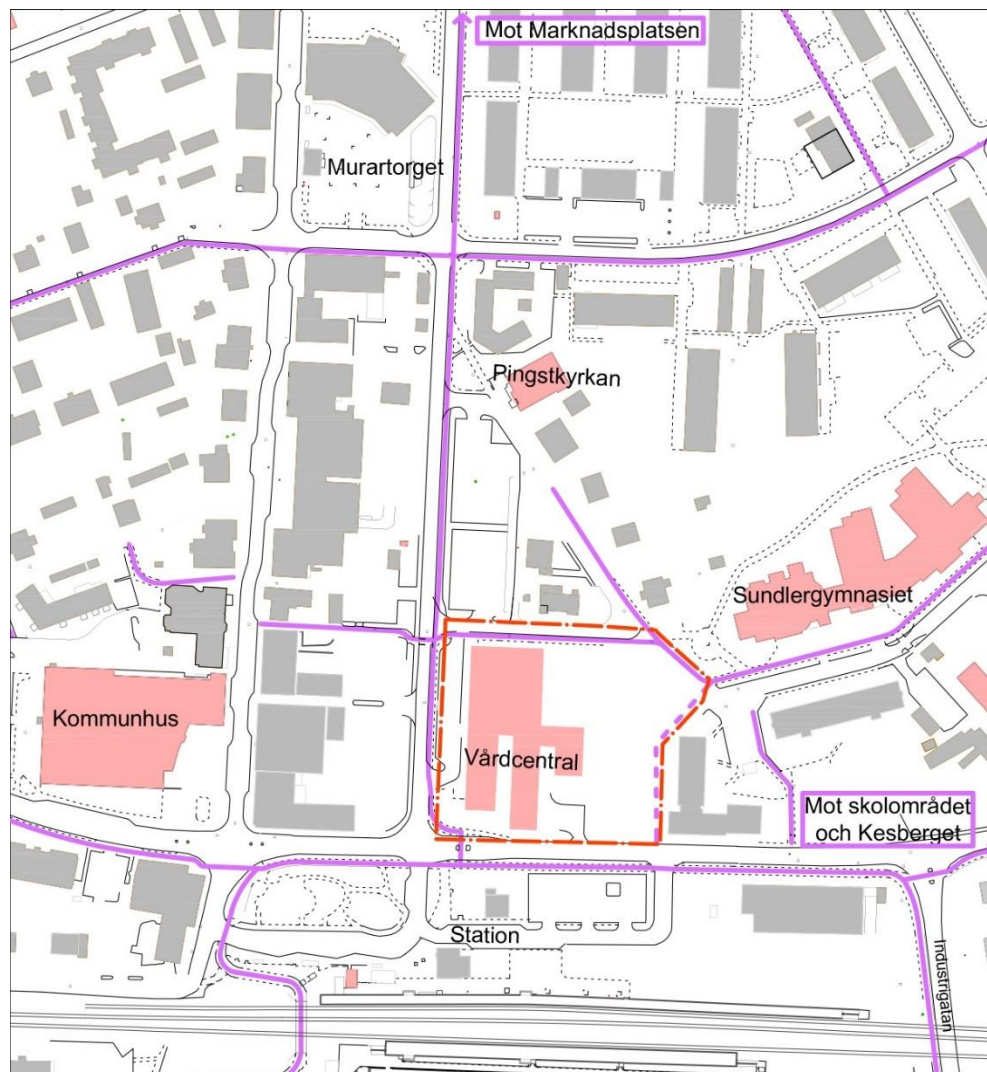 Mot Marknadsplatsen
Murartorget
Pingstkyrkan
Sundlergymnasiet
Kommunhus
Vårdcentral
Mot skolområdet
och Kesberget
Station
Industrigatan